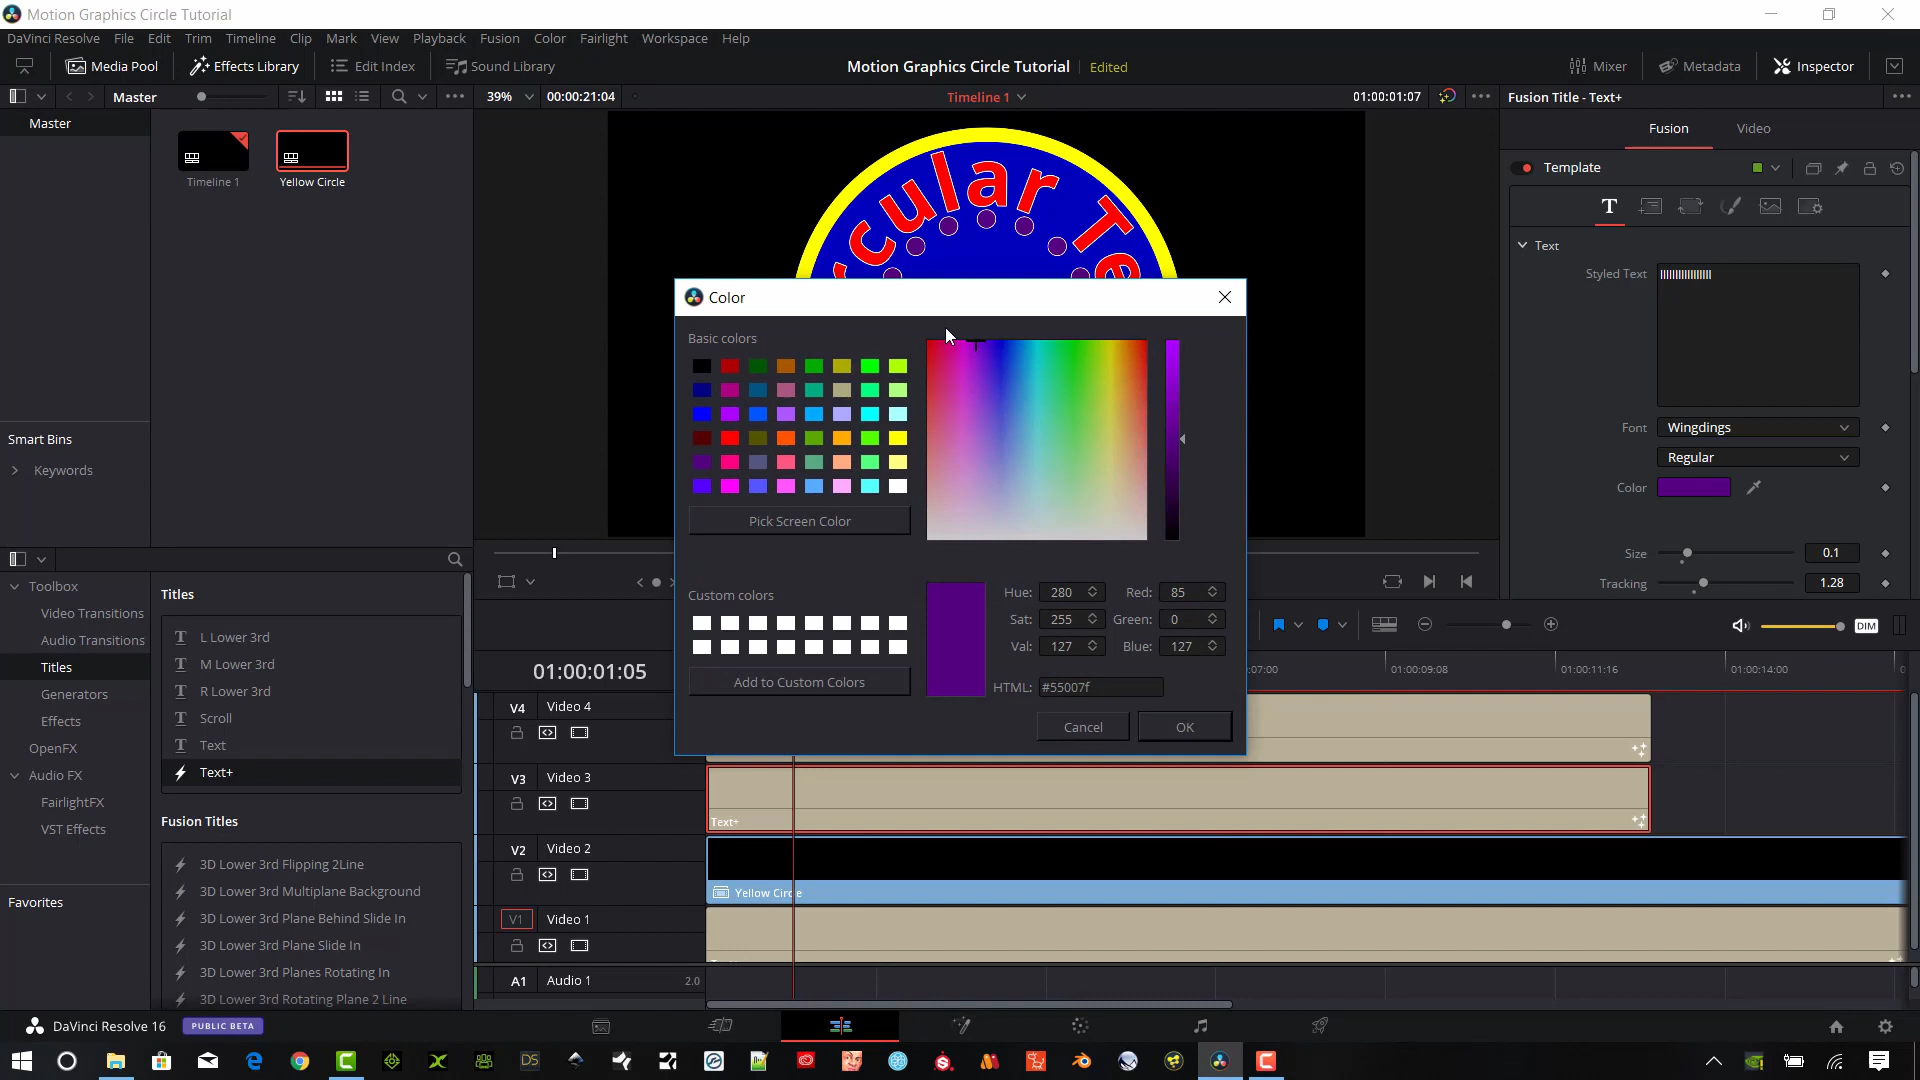 Motion Graphics Circle Tutorial
DaVinci Resolve File Edit Trim Timeline Clip Mark View Playback Fusion Color Fairlight Workspace Help
Media Pool Effects Library Edit Index Sound Library Motion Graphics Circle Tutorial Edited Mixer Metadata Inspector
Master 39% 00:00:21:04 Timeline 1 01:00:01:07 Fusion Title - Text+
Master
Timeline 1 Yellow Circle
Smart Bins
Keywords
Fusion Video
Template
Text
Styled Text
Font Wingdings
Regular
Color
Size 0.1
Tracking 1.28
cular Te
Color
Basic colors
Pick Screen Color
Custom colors
Add to Custom Colors
Hue: 280 Red: 85
Sat: 255 Green: 0
Val: 127 Blue: 127
HTML: #55007f
Cancel OK
Toolbox
Video Transitions
Audio Transitions
Titles
Generators
Effects
OpenFX
Audio FX
FairlightFX
VST Effects
Favorites
Titles
L Lower 3rd
M Lower 3rd
R Lower 3rd
Scroll
Text
Text+
Fusion Titles
3D Lower 3rd Flipping 2Line
3D Lower 3rd Multiplane Background
3D Lower 3rd Plane Behind Slide In
3D Lower 3rd Plane Slide In
3D Lower 3rd Planes Rotating In
3D Lower 3rd Rotating Plane 2 Line
DIM
01:00:01:05 :07:00 01:00:09:08 01:00:11:16 01:00:14:00
V4 Video 4
V3 Video 3
Text+
V2 Video 2
Yellow Circle
V1 Video 1
A1 Audio 1 2.0
DaVinci Resolve 16 PUBLIC BETA
DS